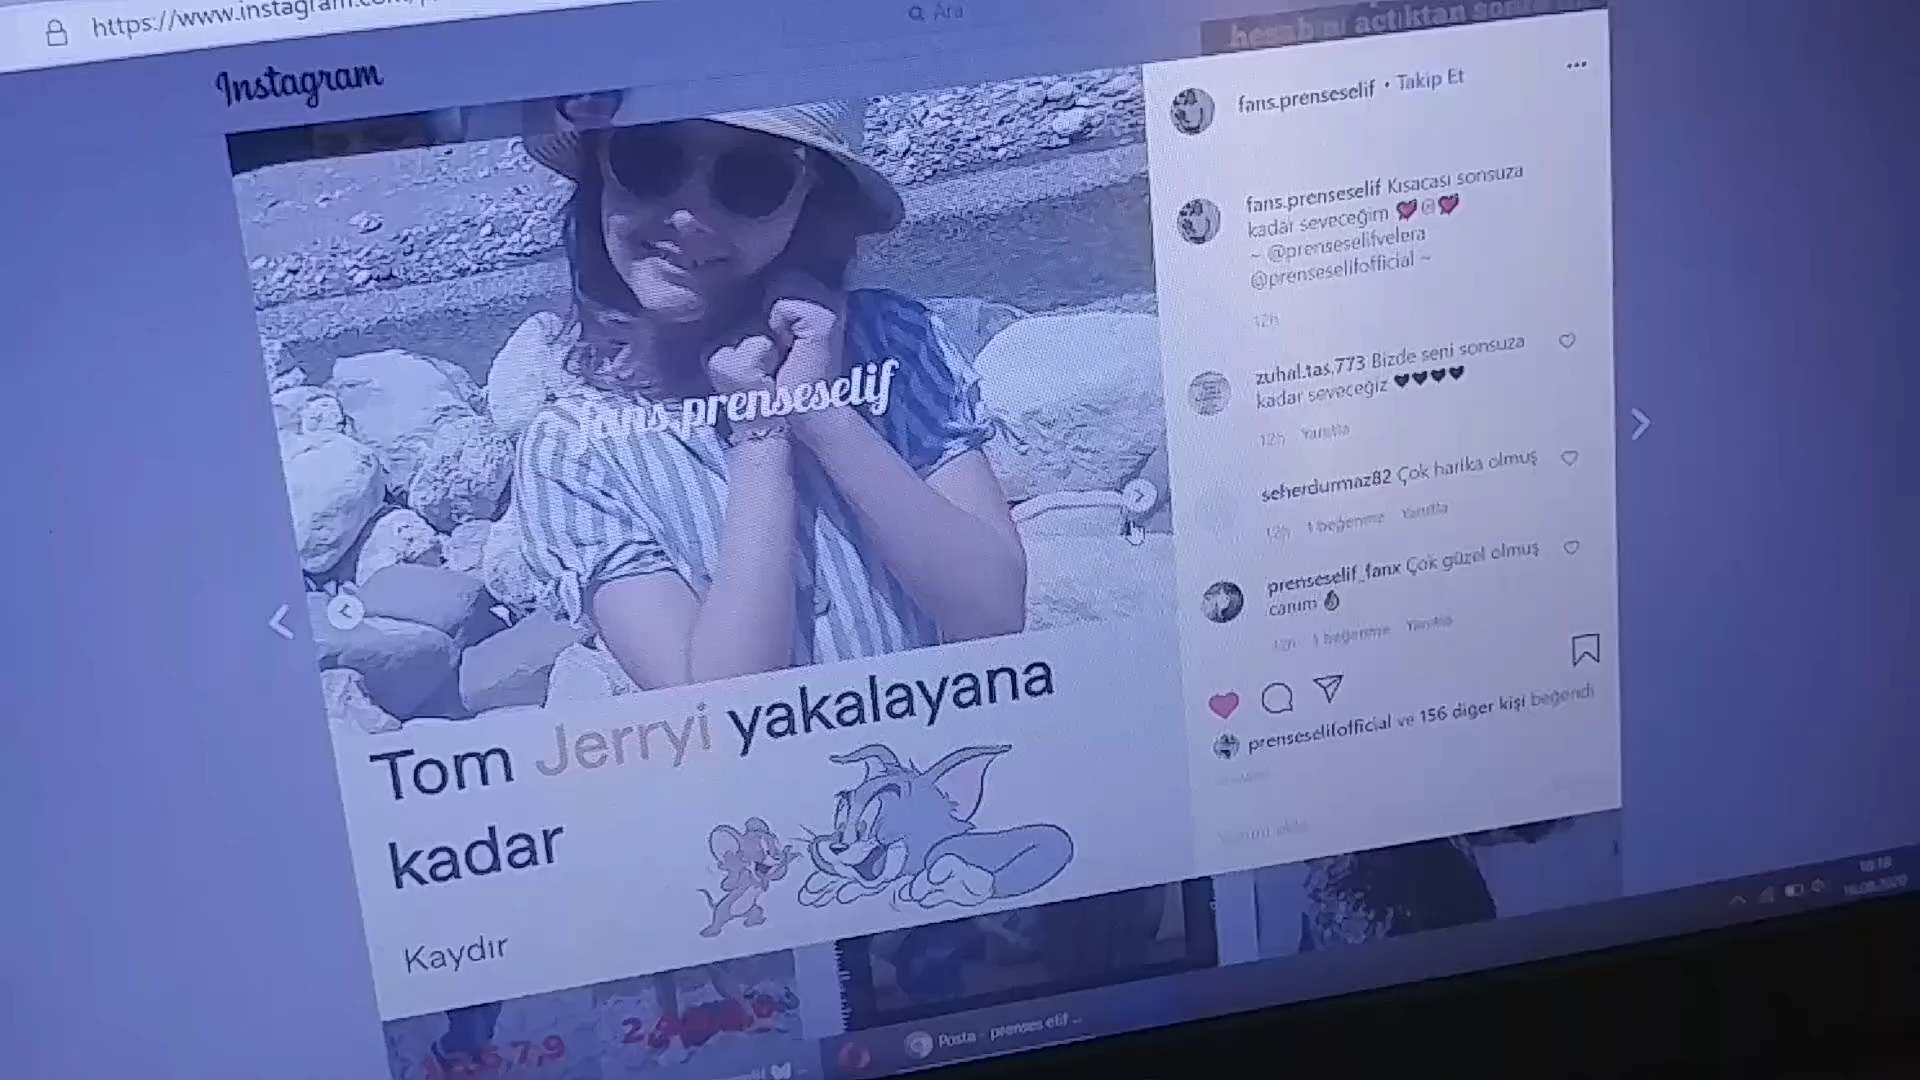 https://www.instagram.co
Ara
Instagram
hesab
açıktan
fans.prenseselif • Takip Et
fans.prenseselif Kısacası sonsuza
kadar seveceğim
~ @prenseselifvelera
@prenseselifofficial ~
12h
zuhal.tas.773 Bizde seni sonsuza
kadar seveceğiz
12h Yanıtla
seherdurmaz82 Çok harika olmuş
12h 1 beğenme Yanıtla
prenseselif_fanx Çok güzel olmuş
canım
12h 1 beğenme Yanıtla
prenseselifofficial ve 156 diğer kişi beğendi
fans.prenseselif
Tom Jerryi yakalayana
kadar
Kaydır
Posta - prenses elif ...